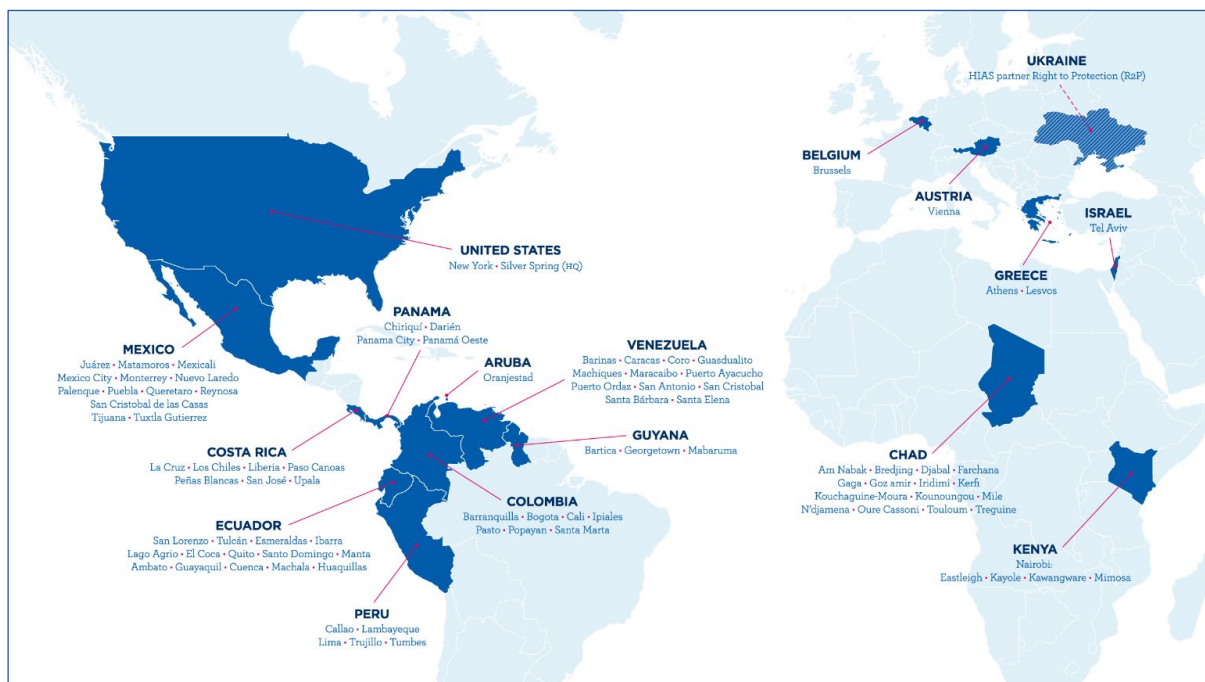 UKRAINE
HIAS partner Right to Protection (R2P)
BELGIUM
Brussels
AUSTRIA
Vienna
ISRAEL
Tel Aviv
UNITED STATES
New York • Silver Spring (HQ)
GREECE
Athens • Lesvos
PANAMA
Chiriquí • Darién
Panama City • Panamá Oeste
MEXICO
Juárez • Matamoros • Mexicali
Mexico City • Monterrey • Nuevo Laredo
Palenque • Puebla • Queretaro • Reynosa
San Cristobal de las Casas
Tijuana • Tuxtla Gutierrez
ARUBA
Oranjestad
VENEZUELA
Barinas • Caracas • Coro • Guasdualito
Machiques • Maracaibo • Puerto Ayacucho
Puerto Ordaz • San Antonio • San Cristobal
Santa Bárbara • Santa Elena
GUYANA
Bartica • Georgetown • Mabaruma
COSTA RICA
La Cruz • Los Chiles • Liberia • Paso Canoas
Peñas Blancas • San José • Upala
CHAD
Am Nabak • Bredjing • Djabal • Farchana
Gaga • Goz amir • Iridimi • Kerfi
Kouchaguine-Moura • Kounoungou • Mile
N'djamena • Oure Cassoni • Touloum • Treguine
COLOMBIA
Barranquilla • Bogota • Cali • Ipiales
Pasto • Popayan • Santa Marta
ECUADOR
San Lorenzo • Tulcán • Esmeraldas • Ibarra
Lago Agrio • El Coca • Quito • Santo Domingo • Manta
Ambato • Guayaquil • Cuenca • Machala • Huaquillas
KENYA
Nairobi:
Eastleigh • Kayole • Kawangware • Mimosa
PERU
Callao • Lambayeque
Lima • Trujillo • Tumbes